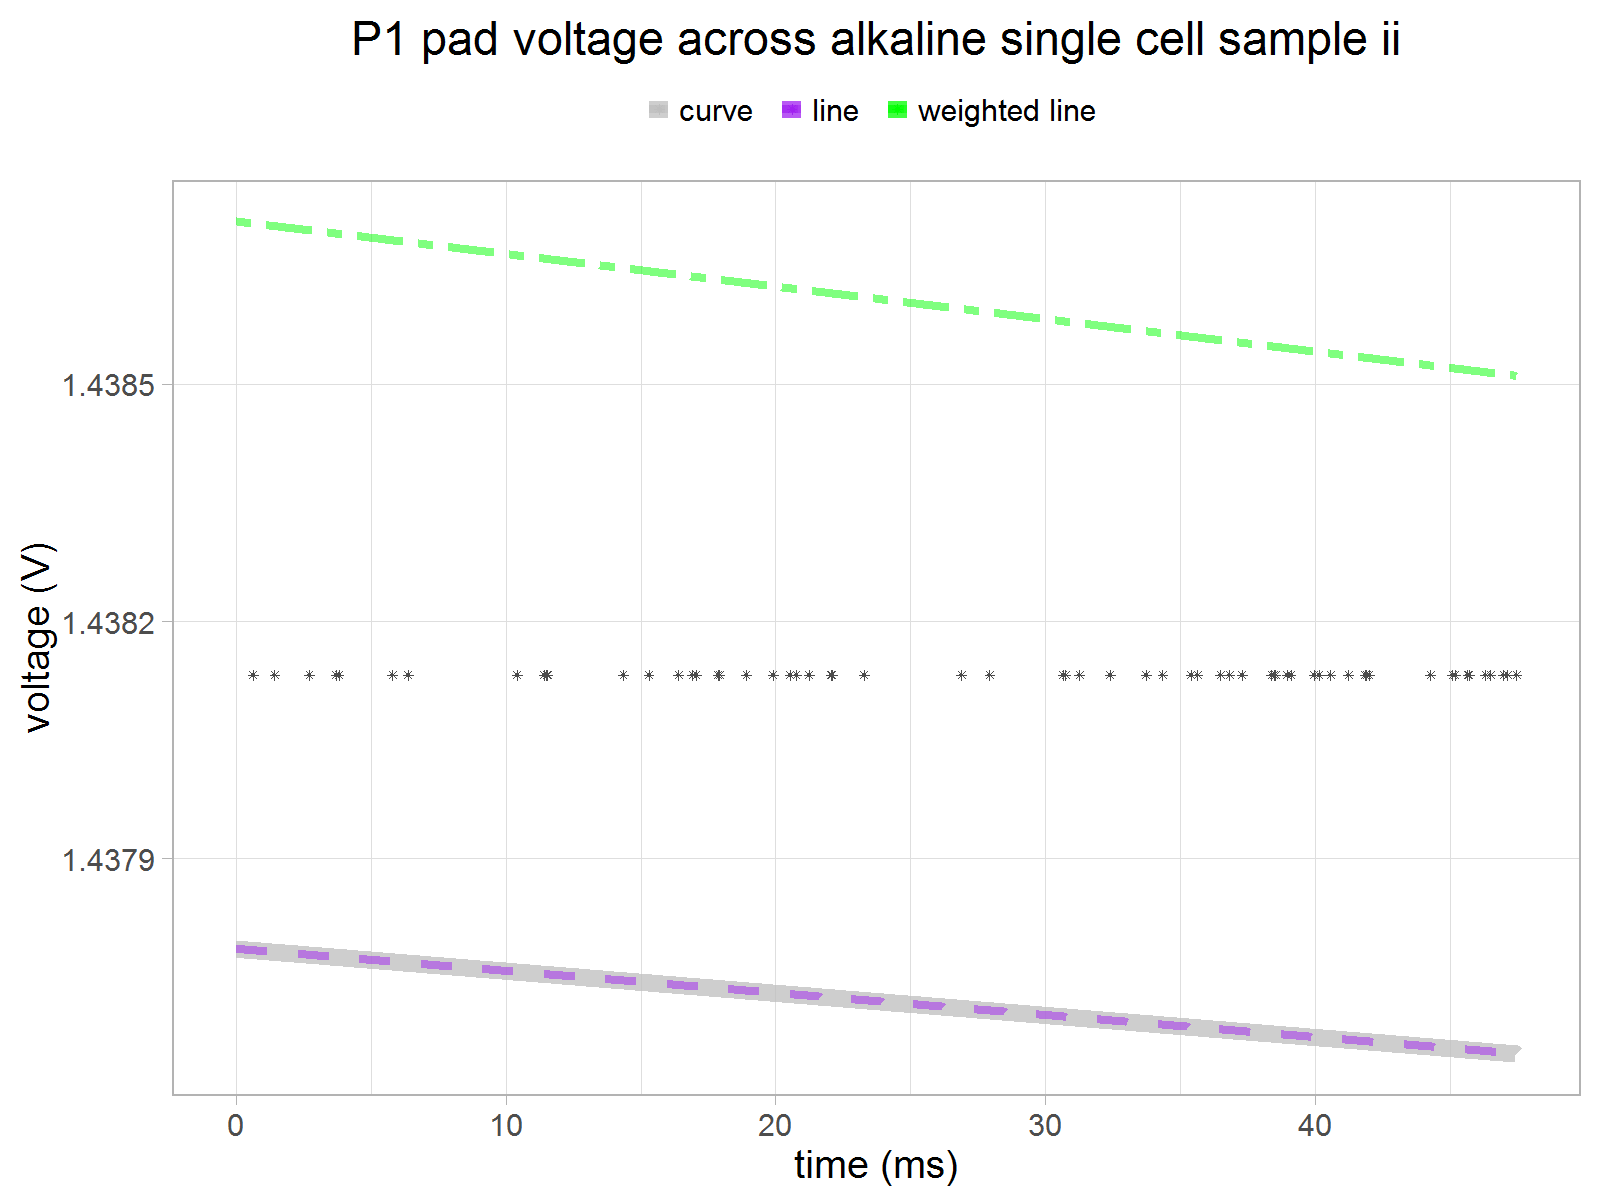 P1 pad voltage across alkaline single cell sample ii
curve line weighted line
1.4385
1.4382
1.4379
voltage (V)
0 10 20 30 40
time (ms)